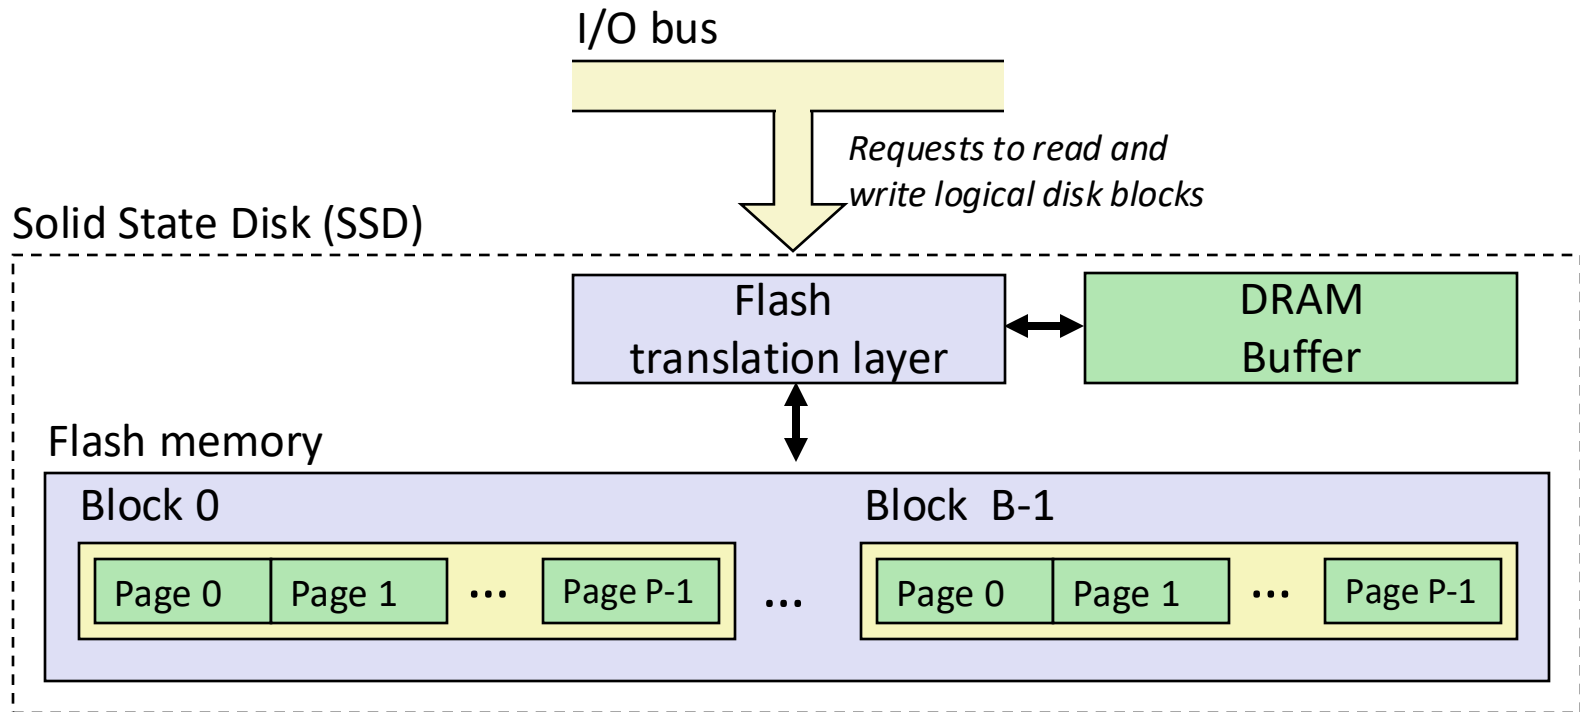 I/O bus
Requests to read and
write logical disk blocks
Solid State Disk (SSD)
Flash
translation layer
DRAM
Buffer
Flash memory
Block 0
Block B-1
Page 0
Page 1
...
Page P-1
...
Page 0
Page 1
...
Page P-1